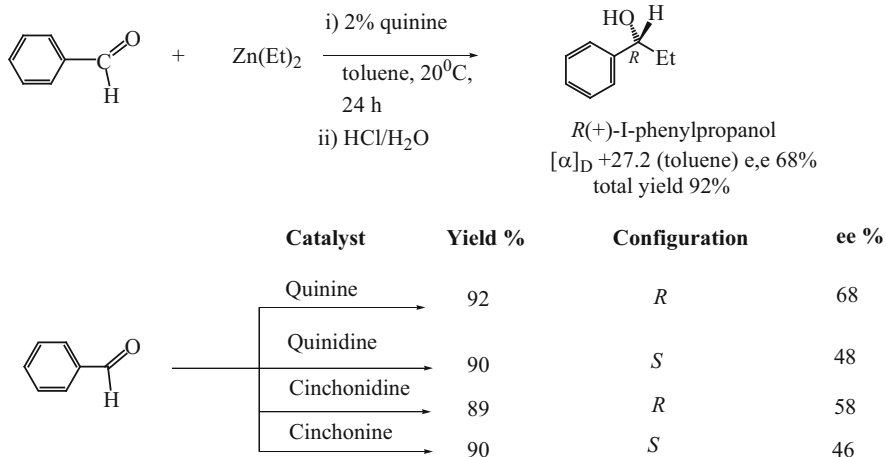 O
C
H
+
Zn(Et)2
i) 2% quinine
toluene, 20⁰C,
24 h
ii) HCl/H2O
HO H
R Et
R(+)-I-phenylpropanol
[α]D +27.2 (toluene) e,e 68%
total yield 92%
Catalyst Yield % Configuration ee %
Quinine 92 R 68
Quinidine 90 S 48
O
H
Cinchonidine 89 R 58
Cinchonine 90 S 46